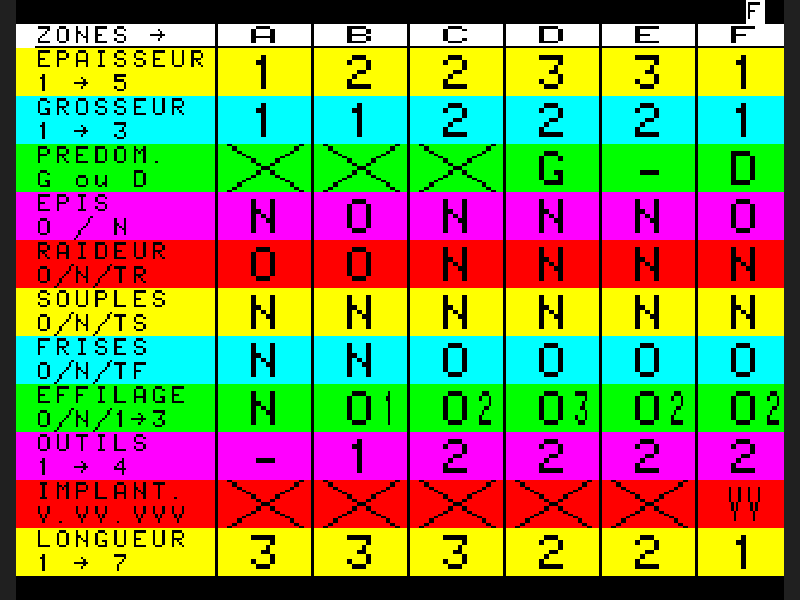 F
ZONES → A B C D E F
EPAISSEUR
1 → 5 1 2 2 3 3 1
GROSSEUR
1 → 3 1 1 2 2 2 1
PREDOM.
G ou D G - D
EPIS
O / N N O N N N O
RAIDEUR
O/N/TR O O N N N N
SOUPLES
O/N/TS N N N N N N
FRISES
O/N/TF N N O O O O
EFFILAGE
O/N/1→3 N O1 O2 O3 O2 O2
OUTILS
1 → 4 - 1 2 2 2 2
IMPLANT.
V.VV.VVV VV
LONGUEUR
1 → 7 3 3 3 2 2 1